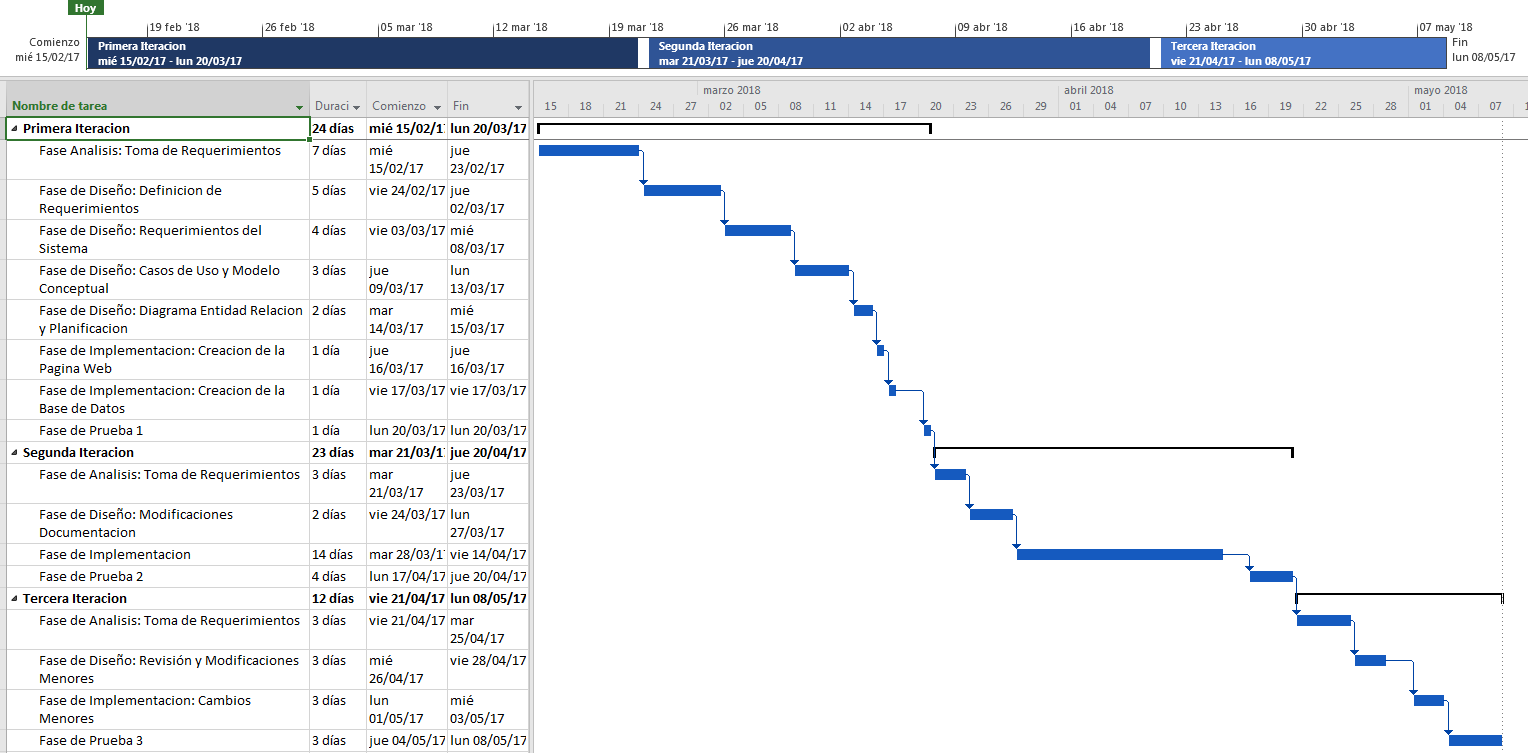 Hoy
19 feb '18 26 feb '18 05 mar '18 12 mar '18 19 mar '18 26 mar '18 02 abr '18 09 abr '18 16 abr '18 23 abr '18 30 abr '18 07 may '18
Comienzo
mié 15/02/17
Primera Iteracion
mié 15/02/17 - lun 20/03/17
Segunda Iteracion
mar 21/03/17 - jue 20/04/17
Tercera Iteracion
vie 21/04/17 - lun 08/05/17
Fin
lun 08/05/17
marzo 2018 abril 2018 mayo 2018
Nombre de tarea Duraci Comienzo Fin
15 18 21 24 27 02 05 08 11 14 17 20 23 26 29 01 04 07 10 13 16 19 22 25 28 01 04 07 1
Primera Iteracion 24 días mié 15/02/1 lun 20/03/17
Fase Analisis: Toma de Requerimientos 7 días mié jue
15/02/17 23/02/17
Fase de Diseño: Definicion de 5 días vie 24/02/17 jue
Requerimientos 02/03/17
Fase de Diseño: Requerimientos del 4 días vie 03/03/17 mié
Sistema 08/03/17
Fase de Diseño: Casos de Uso y Modelo 3 días jue lun
Conceptual 09/03/17 13/03/17
Fase de Diseño: Diagrama Entidad Relacion 2 días mar mié
y Planificacion 14/03/17 15/03/17
Fase de Implementacion: Creacion de la 1 día jue jue
Pagina Web 16/03/17 16/03/17
Fase de Implementacion: Creacion de la 1 día vie 17/03/17 vie 17/03/17
Base de Datos
Fase de Prueba 1 1 día lun 20/03/17 lun 20/03/17
Segunda Iteracion 23 días mar 21/03/1 jue 20/04/17
Fase de Analisis: Toma de Requerimientos 3 días mar jue
21/03/17 23/03/17
Fase de Diseño: Modificaciones 2 días vie 24/03/17 lun
Documentacion 27/03/17
Fase de Implementacion 14 días mar 28/03/1 vie 14/04/17
Fase de Prueba 2 4 días lun 17/04/17 jue 20/04/17
Tercera Iteracion 12 días vie 21/04/17 lun 08/05/17
Fase de Analisis: Toma de Requerimientos 3 días vie 21/04/17 mar
25/04/17
Fase de Diseño: Revisión y Modificaciones 3 días mié vie 28/04/17
Menores 26/04/17
Fase de Implementacion: Cambios 3 días lun mié
Menores 01/05/17 03/05/17
Fase de Prueba 3 3 días jue 04/05/17 lun 08/05/17